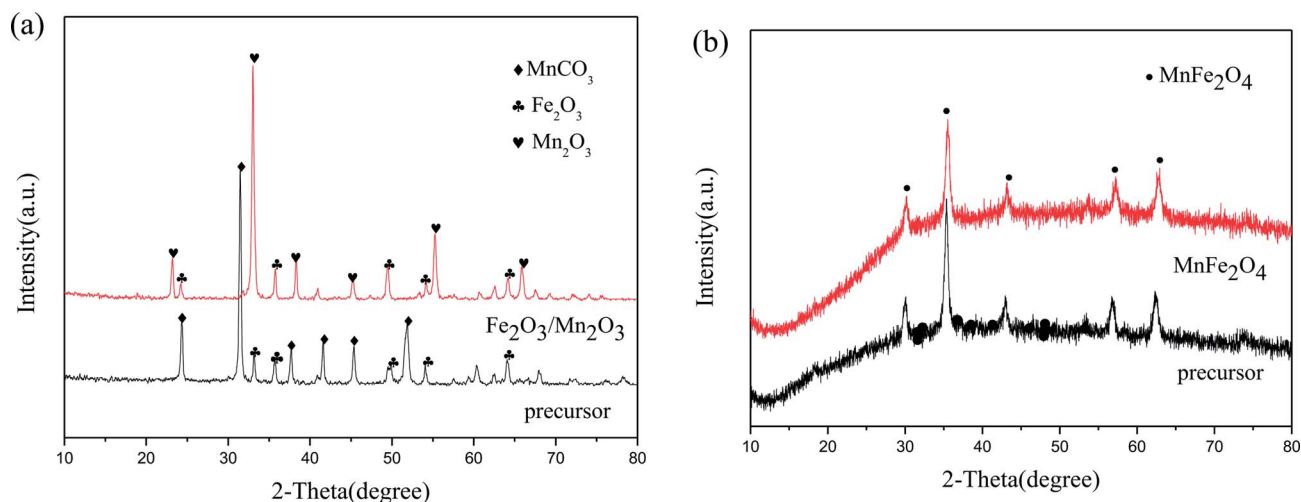 (a)
♦ MnCO₃
♣ Fe₂O₃
♥ Mn₂O₃
Intensity(a.u.)
Fe₂O₃/Mn₂O₃
precursor
10 20 30 40 50 60 70 80
2-Theta(degree)
(b)
• MnFe₂O₄
Intensity(a.u.)
MnFe₂O₄
precursor
10 20 30 40 50 60 70 80
2-Theta(degree)